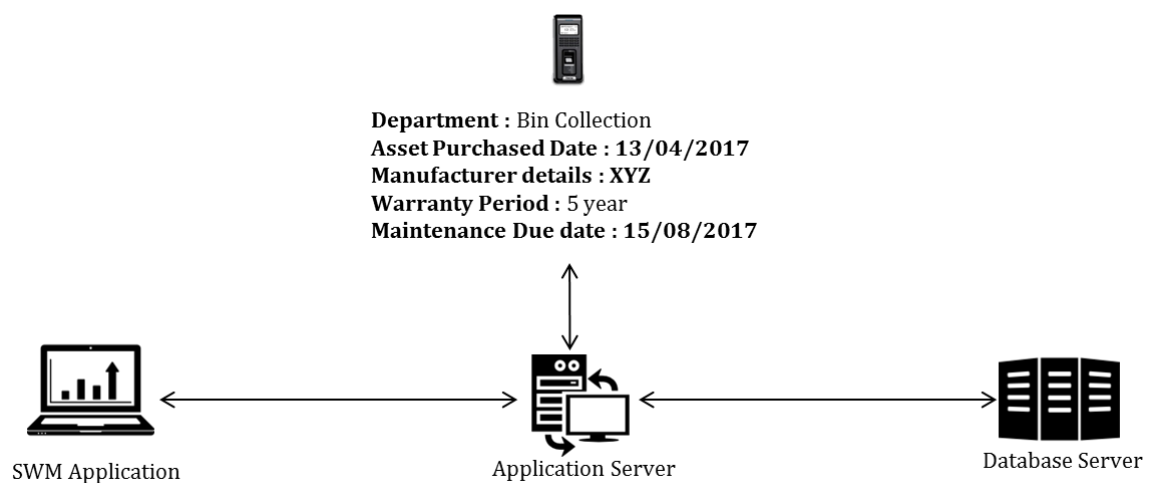 Department : Bin Collection
Asset Purchased Date : 13/04/2017
Manufacturer details : XYZ
Warranty Period : 5 year
Maintenance Due date : 15/08/2017
SWM Application
Application Server
Database Server